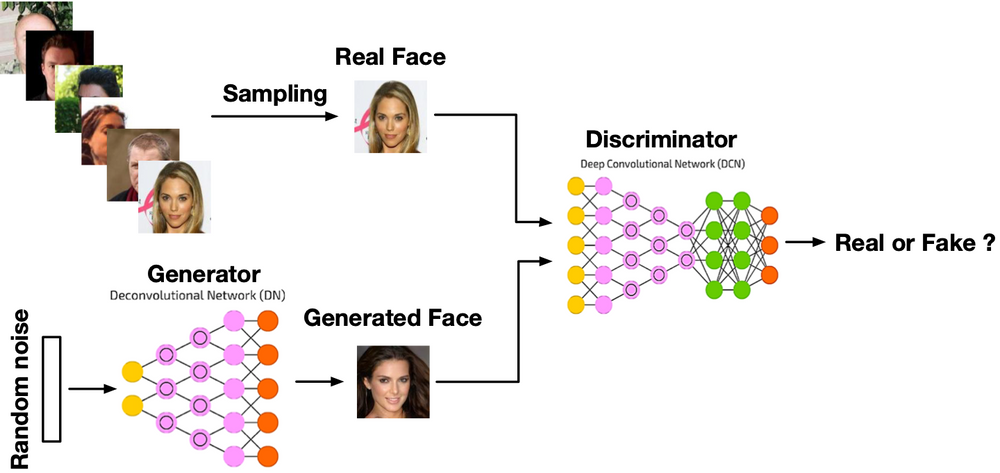 Real Face
Sampling
Discriminator
Deep Convolutional Network (DCN)
Real or Fake ?
Generator
Deconvolutional Network (DN)
Generated Face
Random noise